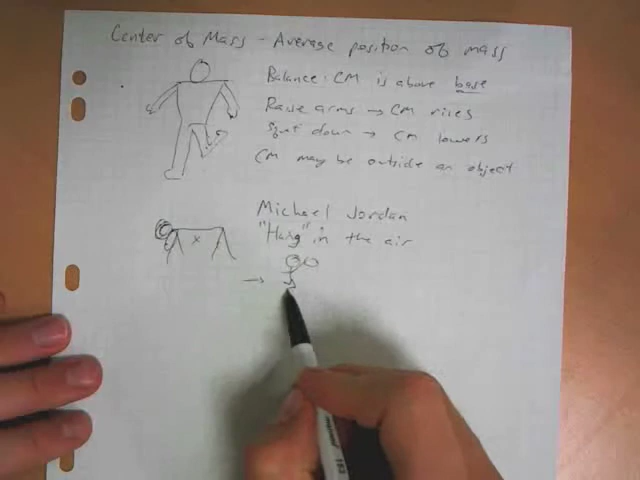 Center of Mass - Average position of mass
Balance: CM is above base
Raise arms → CM rises
Squt down → CM lowers
CM may be outside an object
Michael Jordan
"Hang" in the air